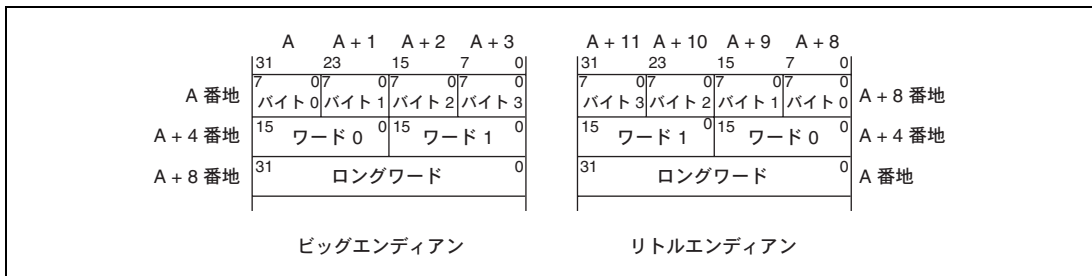 A A + 1 A + 2 A + 3 A + 11 A + 10 A + 9 A + 8
31 23 15 7 0 31 23 15 7 0
7 0 7 0 7 0 7 0 7 0 7 0 7 0 7 0
A 番地 バイト 0 バイト 1 バイト 2 バイト 3 バイト 3 バイト 2 バイト 1 バイト 0 A + 8 番地
A + 4 番地 15 ワード 0 0 15 ワード 1 0 15 ワード 1 0 15 ワード 0 0 A + 4 番地
A + 8 番地 31 ロングワード 0 31 ロングワード 0 A 番地
ビッグエンディアン リトルエンディアン